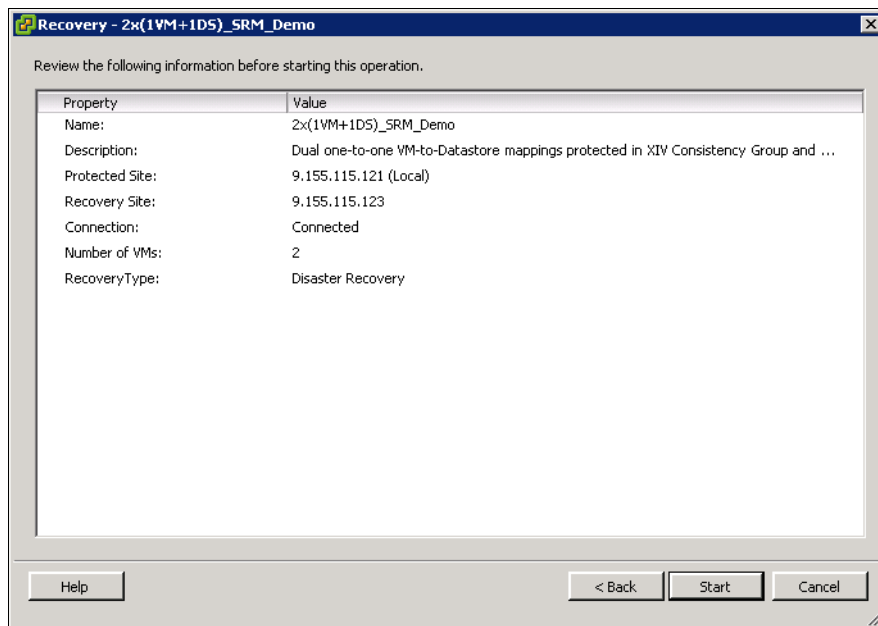 Recovery - 2x(1VM+1DS)_SRM_Demo
Review the following information before starting this operation.
Property Value
Name: 2x(1VM+1DS)_SRM_Demo
Description: Dual one-to-one VM-to-Datastore mappings protected in XIV Consistency Group and ...
Protected Site: 9.155.115.121 (Local)
Recovery Site: 9.155.115.123
Connection: Connected
Number of VMs: 2
RecoveryType: Disaster Recovery
Help < Back Start Cancel